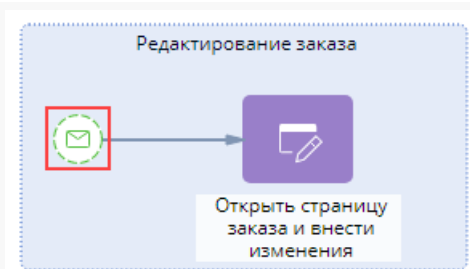 Редактирование заказа
Открыть страницу
заказа и внести
изменения